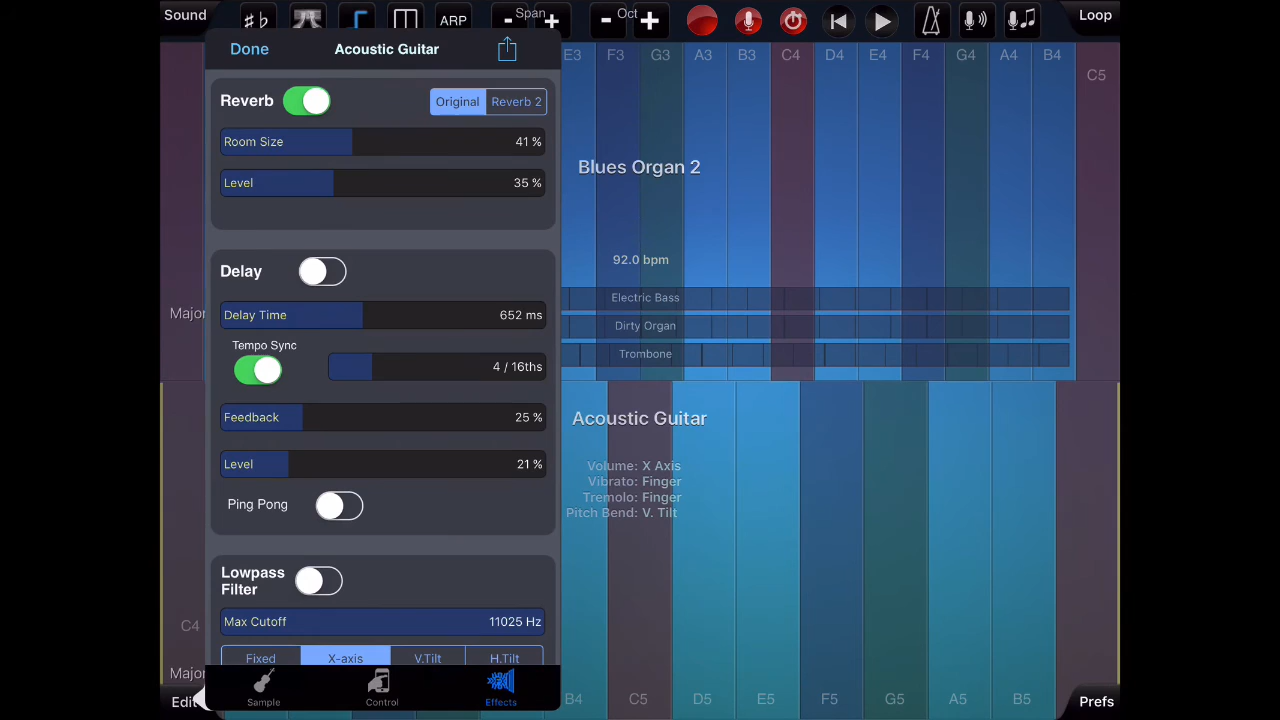 Sound
♯♭
ARP
- Span +
- Oct +
Loop
Done
Acoustic Guitar
E3 F3 G3 A3 B3 C4 D4 E4 F4 G4 A4 B4 C5
Reverb
Original
Reverb 2
Room Size 41 %
Level 35 %
Blues Organ 2
92.0 bpm
Delay
Electric Bass
Delay Time 652 ms
Major
Dirty Organ
Tempo Sync
Trombone
4 / 16ths
Feedback 25 %
Acoustic Guitar
Level 21 %
Volume: X Axis
Vibrato: Finger
Tremolo: Finger
Pitch Bend: V. Tilt
Ping Pong
Lowpass
Filter
Max Cutoff 11025 Hz
C4
Fixed X-axis V.Tilt H.Tilt
Major
Sample
Control
Effects
B4 C5 D5 E5 F5 G5 A5 B5
Edit
Prefs